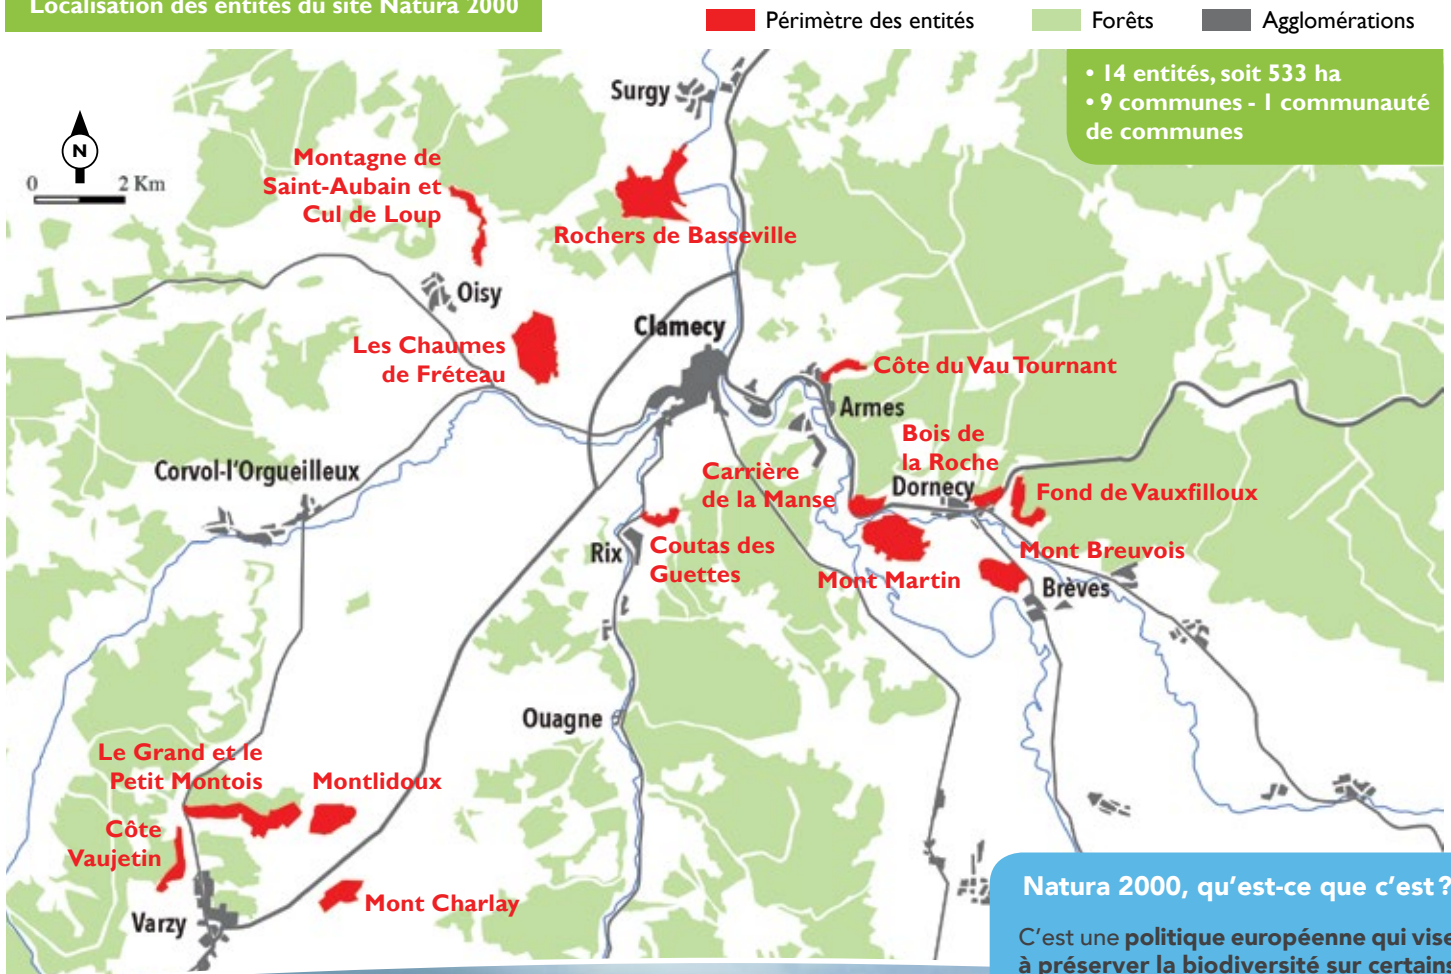 Localisation des entités du site Natura 2000
Périmètre des entités
Forêts
Agglomérations
• 14 entités, soit 533 ha
• 9 communes - 1 communauté
de communes
N
0 2 Km
Surgy
Montagne de
Saint-Aubain et
Cul de Loup
Rochers de Basseville
Oisy
Clamecy
Les Chaumes
de Fréteau
Côte du Vau Tournant
Armes
Bois de
la Roche
Corvol-l'Orgueilleux
Carrière
de la Manse
Dornecy
Fond de Vauxfilloux
Rix
Coutas des
Guettes
Mont Martin
Mont Breuvois
Brèves
Ouagne
Le Grand et le
Petit Montois
Montlidoux
Côte
Vaujetin
Mont Charlay
Varzy
Natura 2000, qu'est-ce que c'est ?
C'est une politique européenne qui vise
à préserver la biodiversité sur certains